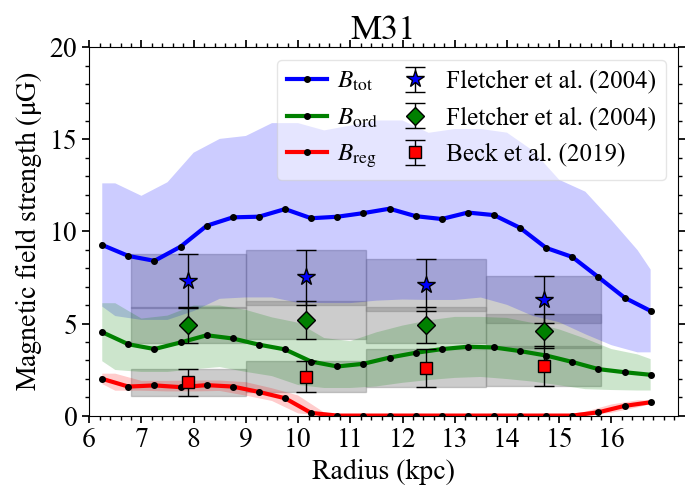 M31
Magnetic field strength (μG)
20
15
10
5
0
B_tot Fletcher et al. (2004)
B_ord Fletcher et al. (2004)
B_reg Beck et al. (2019)
6 7 8 9 10 11 12 13 14 15 16
Radius (kpc)